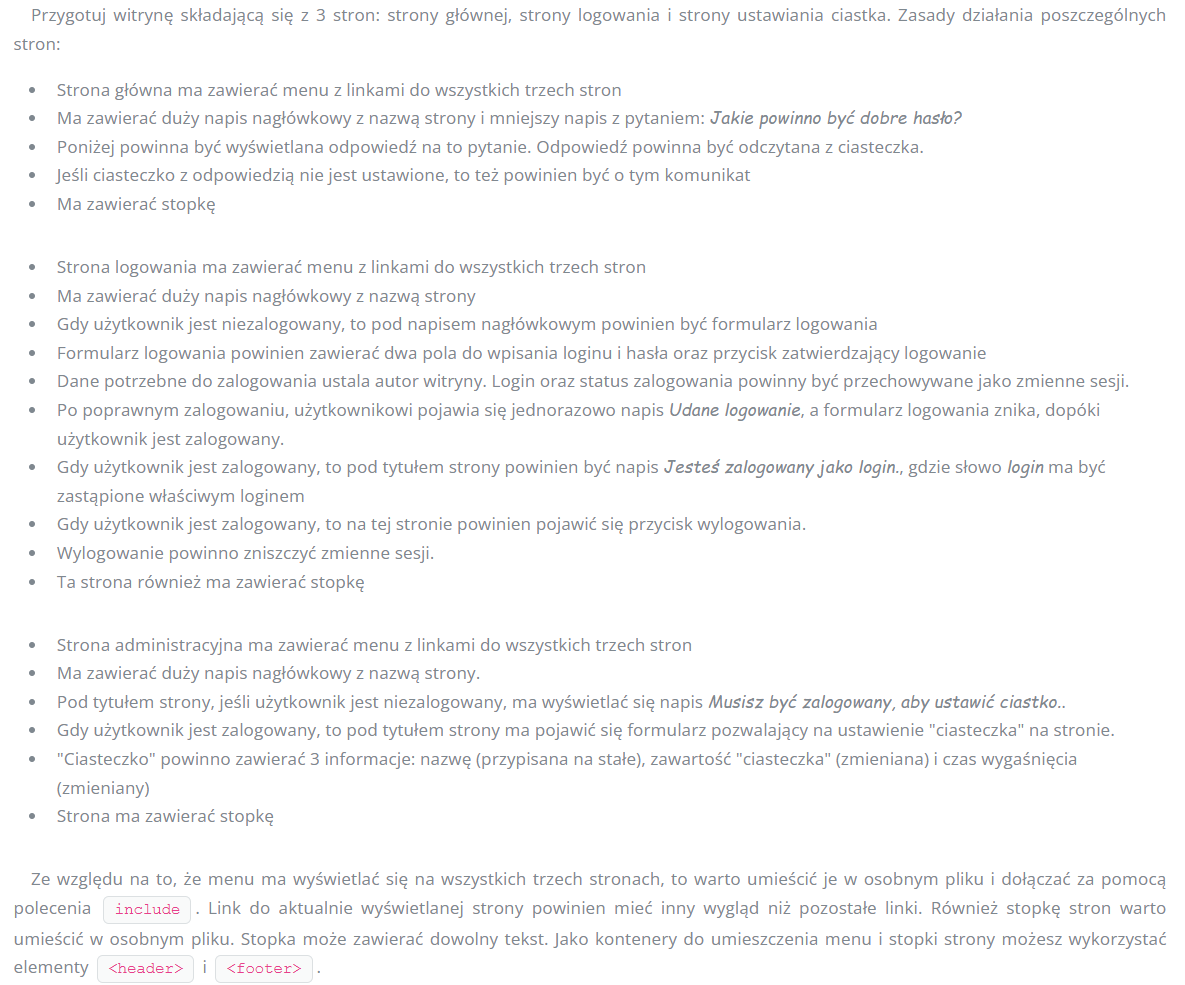 Przygotuj witrynę składającą się z 3 stron: strony głównej, strony logowania i strony ustawiania ciastka. Zasady działania poszczególnych
stron:
• Strona główna ma zawierać menu z linkami do wszystkich trzech stron
• Ma zawierać duży napis nagłówkowy z nazwą strony i mniejszy napis z pytaniem: Jakie powinno być dobre hasło?
• Poniżej powinna być wyświetlana odpowiedź na to pytanie. Odpowiedź powinna być odczytana z ciasteczka.
• Jeśli ciasteczko z odpowiedzią nie jest ustawione, to też powinien być o tym komunikat
• Ma zawierać stopkę
• Strona logowania ma zawierać menu z linkami do wszystkich trzech stron
• Ma zawierać duży napis nagłówkowy z nazwą strony
• Gdy użytkownik jest niezalogowany, to pod napisem nagłówkowym powinien być formularz logowania
• Formularz logowania powinien zawierać dwa pola do wpisania loginu i hasła oraz przycisk zatwierdzający logowanie
• Dane potrzebne do zalogowania ustala autor witryny. Login oraz status zalogowania powinny być przechowywane jako zmienne sesji.
• Po poprawnym zalogowaniu, użytkownikowi pojawia się jednorazowo napis Udane logowanie, a formularz logowania znika, dopóki
użytkownik jest zalogowany.
• Gdy użytkownik jest zalogowany, to pod tytułem strony powinien być napis Jesteś zalogowany jako login., gdzie słowo login ma być
zastąpione właściwym loginem
• Gdy użytkownik jest zalogowany, to na tej stronie powinien pojawić się przycisk wylogowania.
• Wylogowanie powinno zniszczyć zmienne sesji.
• Ta strona również ma zawierać stopkę
• Strona administracyjna ma zawierać menu z linkami do wszystkich trzech stron
• Ma zawierać duży napis nagłówkowy z nazwą strony.
• Pod tytułem strony, jeśli użytkownik jest niezalogowany, ma wyświetlać się napis Musisz być zalogowany, aby ustawić ciastko..
• Gdy użytkownik jest zalogowany, to pod tytułem strony ma pojawić się formularz pozwalający na ustawienie "ciasteczka" na stronie.
• "Ciasteczko" powinno zawierać 3 informacje: nazwę (przypisana na stałe), zawartość "ciasteczka" (zmieniana) i czas wygaśnięcia
(zmieniany)
• Strona ma zawierać stopkę
Ze względu na to, że menu ma wyświetlać się na wszystkich trzech stronach, to warto umieścić je w osobnym pliku i dołączać za pomocą
polecenia include . Link do aktualnie wyświetlanej strony powinien mieć inny wygląd niż pozostałe linki. Również stopkę stron warto
umieścić w osobnym pliku. Stopka może zawierać dowolny tekst. Jako kontenery do umieszczenia menu i stopki strony możesz wykorzystać
elementy <header> i <footer> .